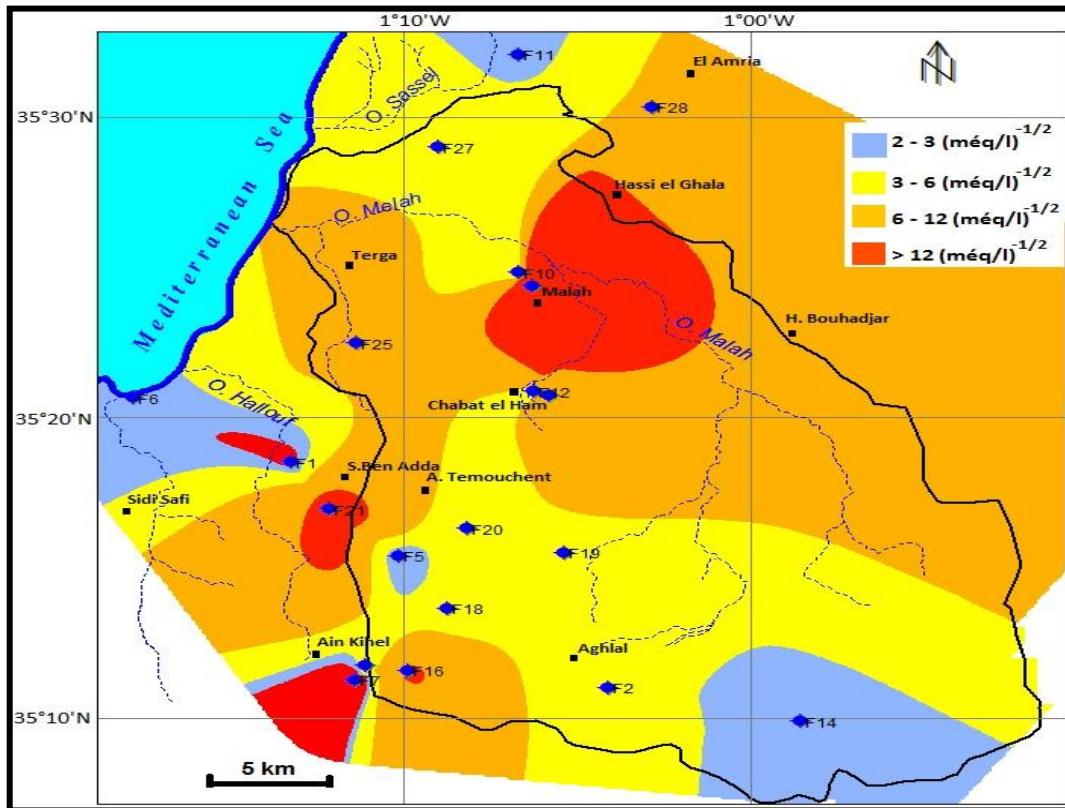 1°10'W
1°00'W
35°30'N
35°20'N
35°10'N
N
F11
El Amria
O. Sassel
F28
F27
2 - 3 (méq/l)-1/2
3 - 6 (méq/l)-1/2
6 - 12 (méq/l)-1/2
> 12 (méq/l)-1/2
Hassi el Ghala
Mediterranean Sea
O. Melah
Terga
F10
Malah
O. Malah
H. Bouhadjar
F25
F6
O. Hallouf
Chabat el Ham
F12
F1
S.Ben Adda
A. Temouchent
Sidi Safi
F21
F20
F19
F5
F18
Ain Kihel
Aghlal
F7
F16
F2
F14
5 km